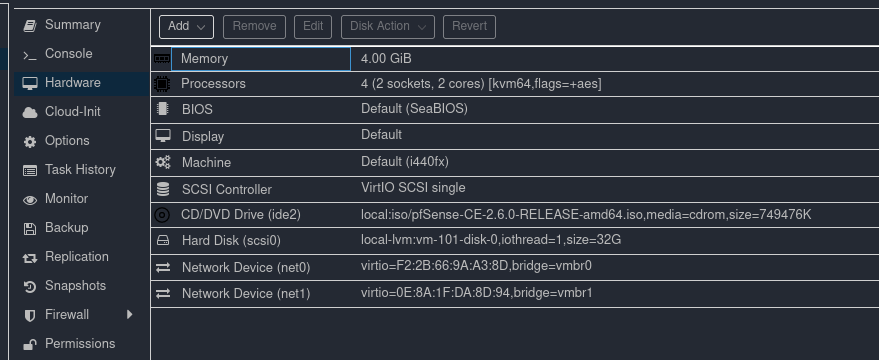 Summary
Console
Hardware
Cloud-Init
Options
Task History
Monitor
Backup
Replication
Snapshots
Firewall
Permissions
Add Remove Edit Disk Action Revert
Memory 4.00 GiB
Processors 4 (2 sockets, 2 cores) [kvm64,flags=+aes]
BIOS Default (SeaBIOS)
Display Default
Machine Default (i440fx)
SCSI Controller VirtIO SCSI single
CD/DVD Drive (ide2) local:iso/pfSense-CE-2.6.0-RELEASE-amd64.iso,media=cdrom,size=749476K
Hard Disk (scsi0) local-lvm:vm-101-disk-0,iothread=1,size=32G
Network Device (net0) virtio=F2:2B:66:9A:A3:8D,bridge=vmbr0
Network Device (net1) virtio=0E:8A:1F:DA:8D:94,bridge=vmbr1